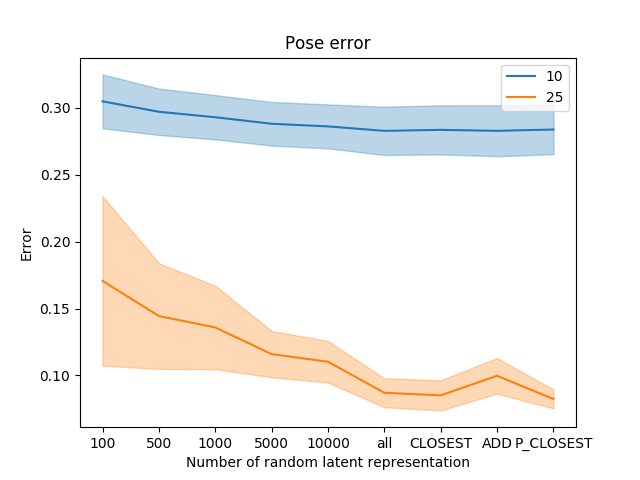 Pose error
10
25
0.30
0.25
0.20
0.15
0.10
Error
100 500 1000 5000 10000 all CLOSEST ADD P_CLOSEST
Number of random latent representation